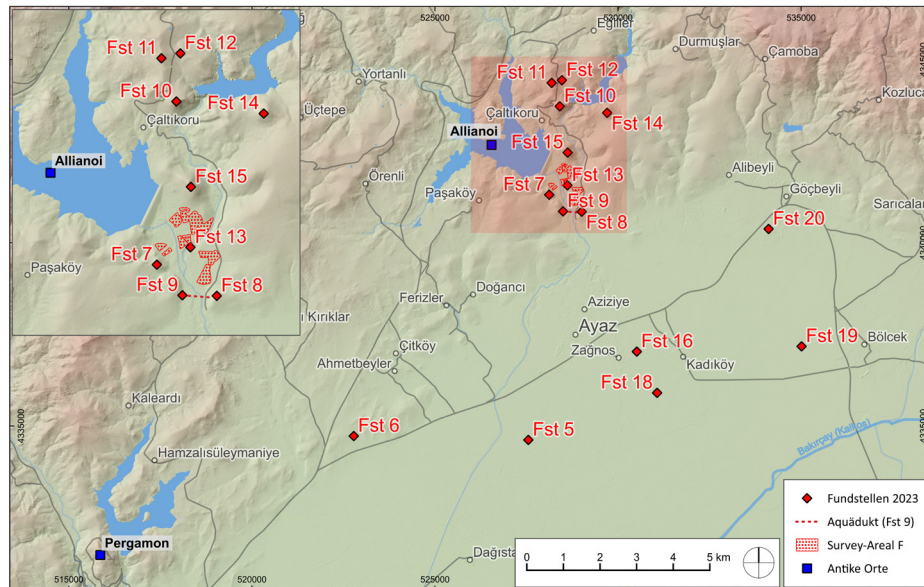 525000
530000
535000
Fst 11
Fst 12
Fst 10
Fst 14
Çaltıkoru
Allianoi
Fst 15
Fst 13
Fst 7
Paşaköy
Fst 9
Fst 8
Eğiller
Durmuşlar
Çamoba
4345000
Kozluca
Yortanlı
Üçtepe
Fst 11
Fst 12
Fst 10
Çaltıkoru
Fst 14
Allianoi
Fst 15
Örenli
Paşaköy
Fst 7
Fst 13
Fst 9
Fst 8
Alibeyli
Göçbeyli
Sarıcalar
Fst 20
4340000
Doğancı
Ferizler
Kırıklar
Aziziye
Ayaz
Zağnos
Fst 16
Kadıköy
Fst 19
Bölcek
Çitköy
Ahmetbeyler
Fst 18
Kaleardı
4335000
Fst 6
Fst 5
4335000
Bakırçay (Kaikos)
Hamzalısüleymaniye
Pergamon
Dağısta
0 1 2 3 4 5 km
Fundstellen 2023
Aquädukt (Fst 9)
Survey-Areal F
Antike Orte
515000
520000
525000